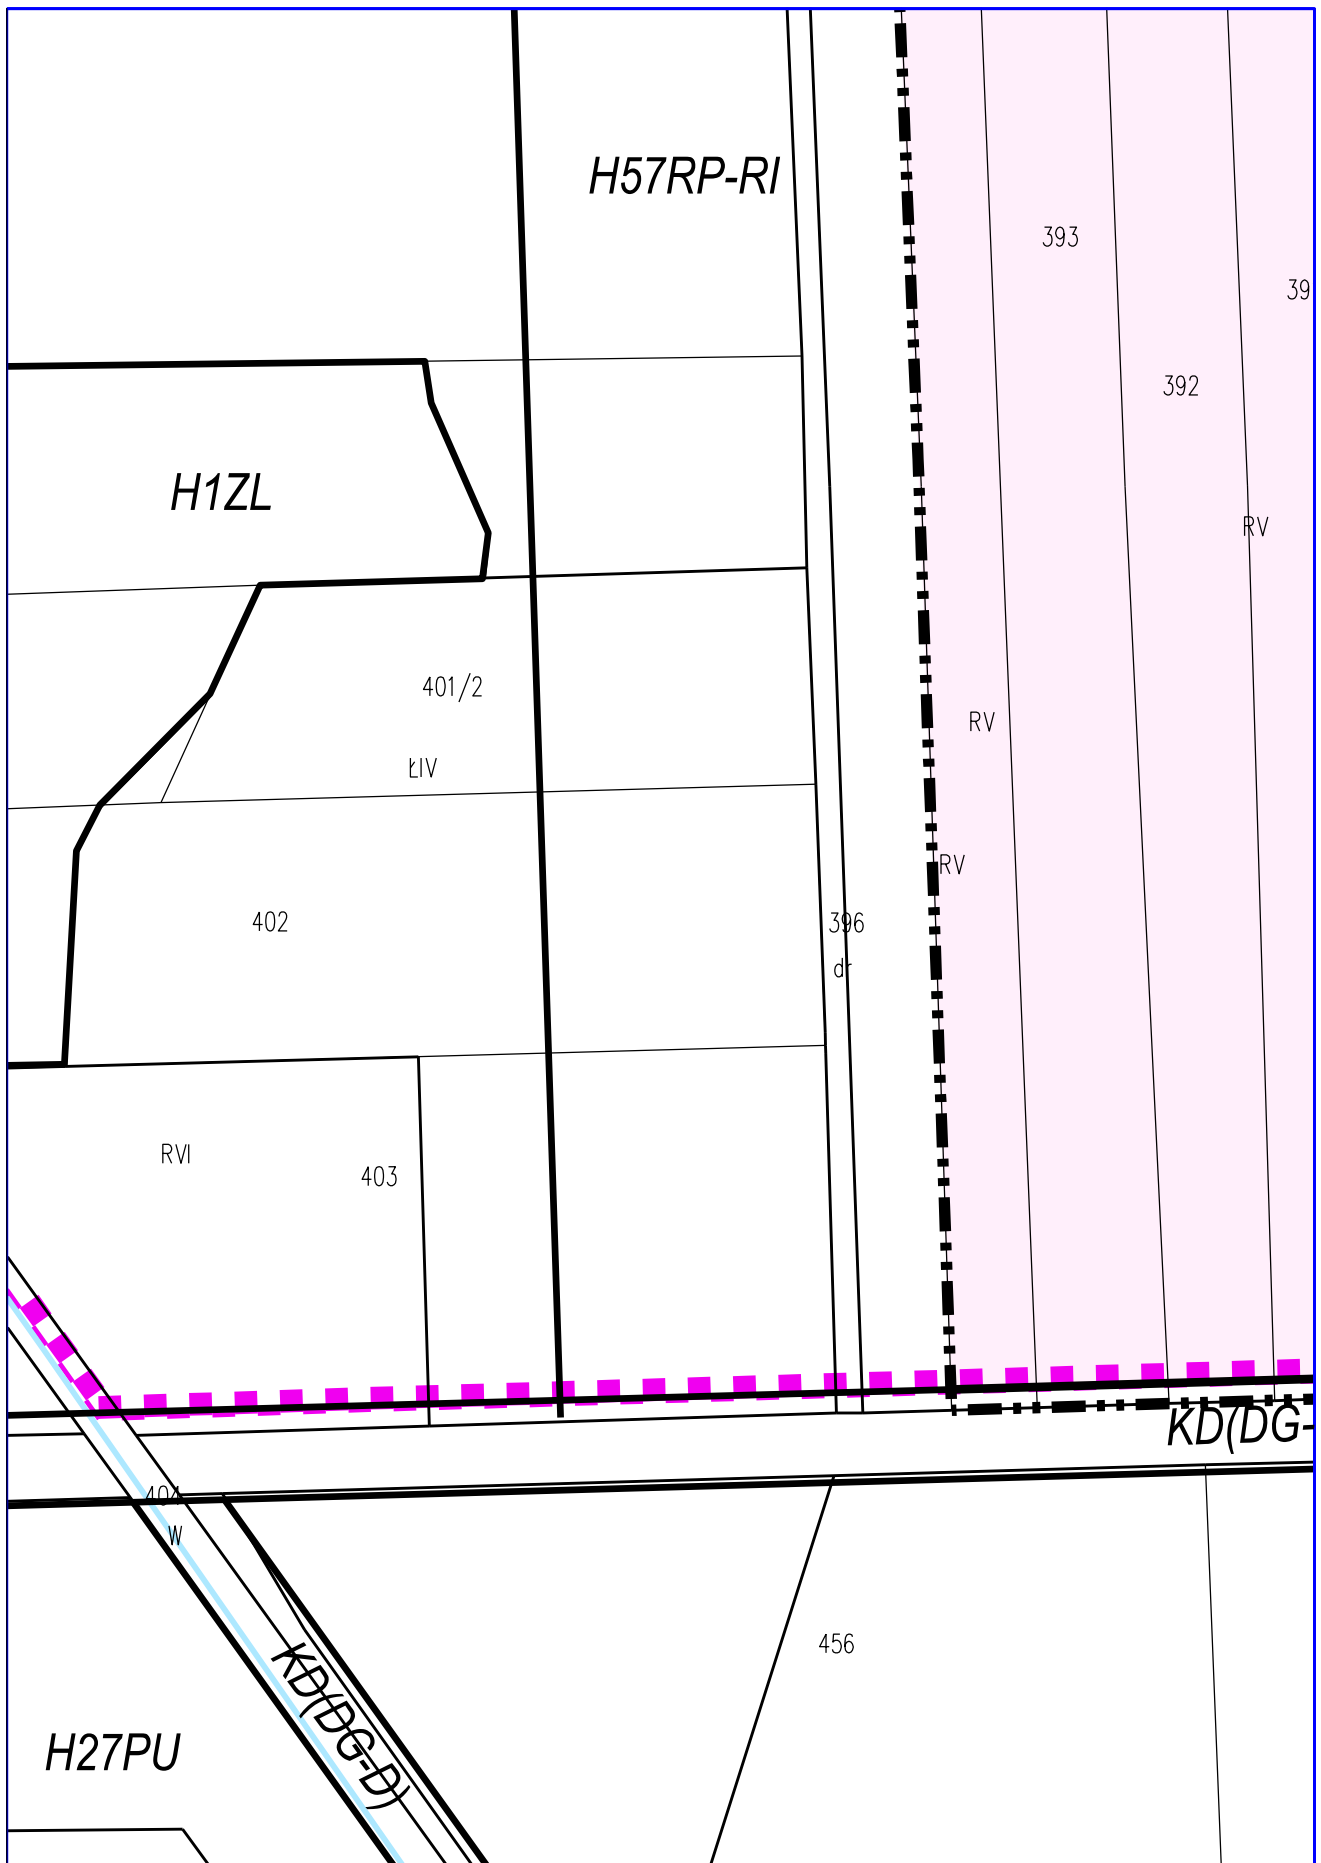 H57RP-RI
393
39
392
H1ZL
RV
401/2
RV
ŁIV
RV
402
396
dr
RVI
403
KD(DG-
404
W
456
KD(DG-D)
H27PU